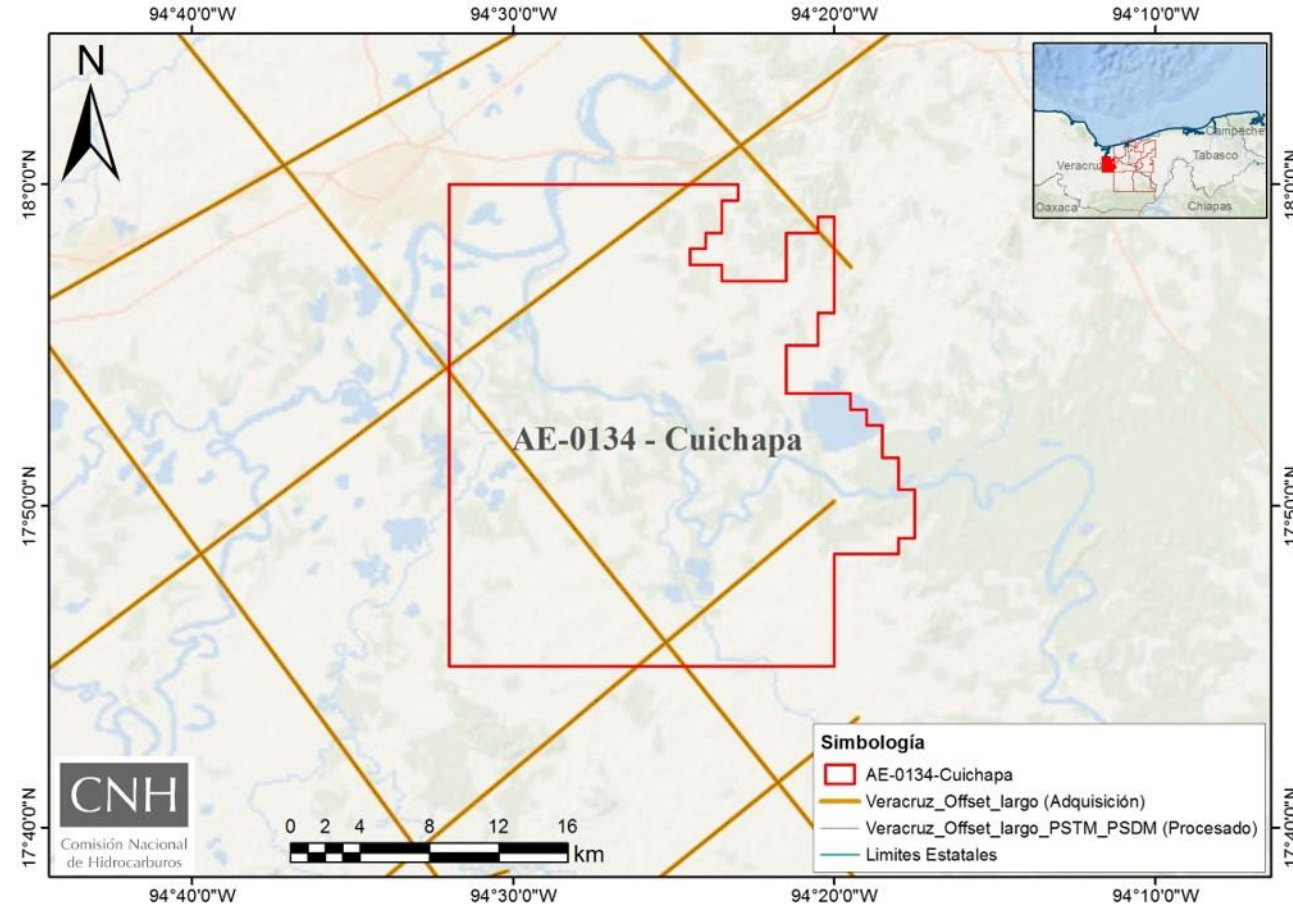 94°40'0"W
94°30'0"W
94°20'0"W
94°10'0"W
N
Campeche
Tabasco
Veracruz
Oaxaca
Chiapas
18°0'0"N
18°0'0"N
AE-0134 - Cuichapa
17°50'0"N
17°50'0"N
Simbología
AE-0134-Cuichapa
Veracruz_Offset_largo (Adquisición)
Veracruz_Offset_largo_PSTM_PSDM (Procesado)
Limites Estatales
CNH
Comisión Nacional
de Hidrocarburos
0 2 4 8 12 16
km
17°40'0"N
17°40'0"N
94°40'0"W
94°30'0"W
94°20'0"W
94°10'0"W